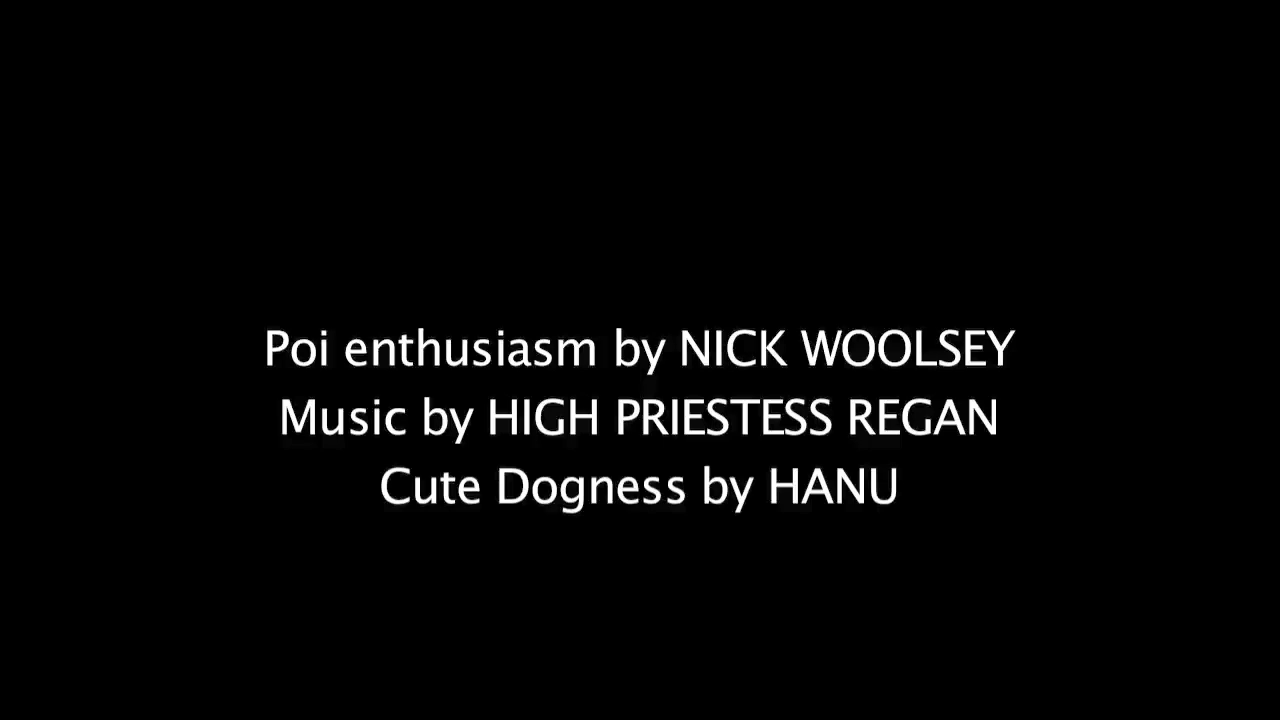 Poi enthusiasm by NICK WOOLSEY
Music by HIGH PRIESTESS REGAN
Cute Dogness by HANU